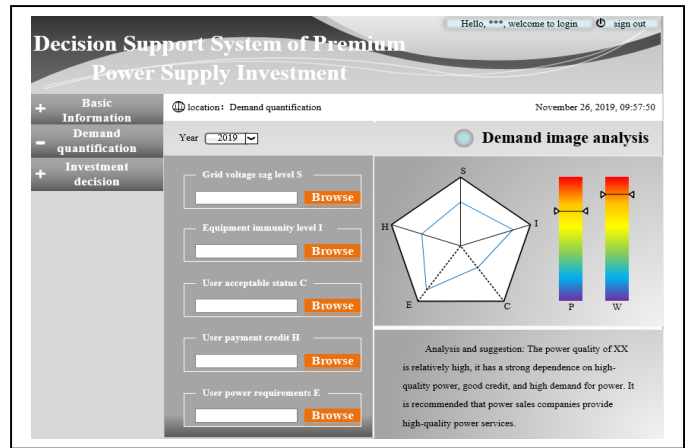 Hello, ***, welcome to login
sign out
Decision Support System of Premium
Power Supply Investment
+ Basic
Information
- Demand
quantification
+ Investment
decision
location: Demand quantification
November 26, 2019, 09:57:50
Year 2019
Demand image analysis
Grid voltage sag level S
Browse
Equipment immunity level I
Browse
User acceptable status C
Browse
User payment credit H
Browse
User power requirements E
Browse
S
H
I
E
C
P
W
Analysis and suggestion: The power quality of XX
is relatively high, it has a strong dependence on high-
quality power, good credit, and high demand for power. It
is recommended that power sales companies provide
high-quality power services.